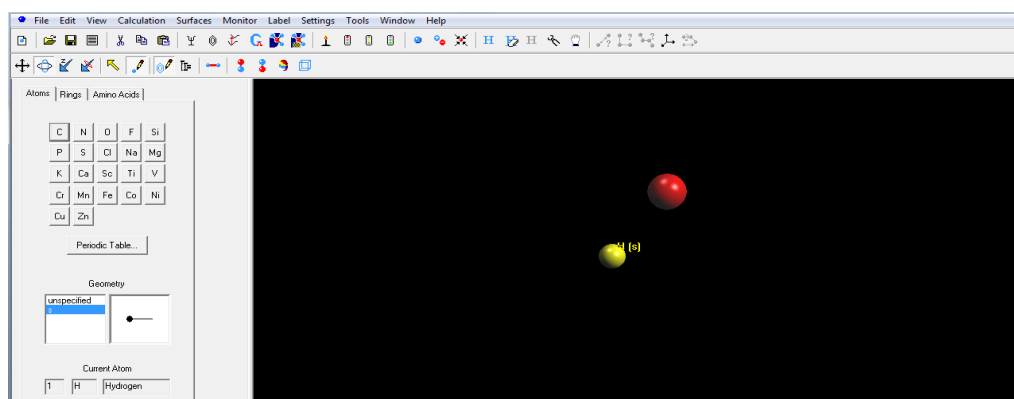 File Edit View Calculation Surfaces Monitor Label Settings Tools Window Help
Atoms Rings Amino Acids
C N O F Si
P S Cl Na Mg
K Ca Sc Ti V
Cr Mn Fe Co Ni
Cu Zn
Periodic Table...
Geometry
unspecified
s
Current Atom
1 H Hydrogen
H (s)